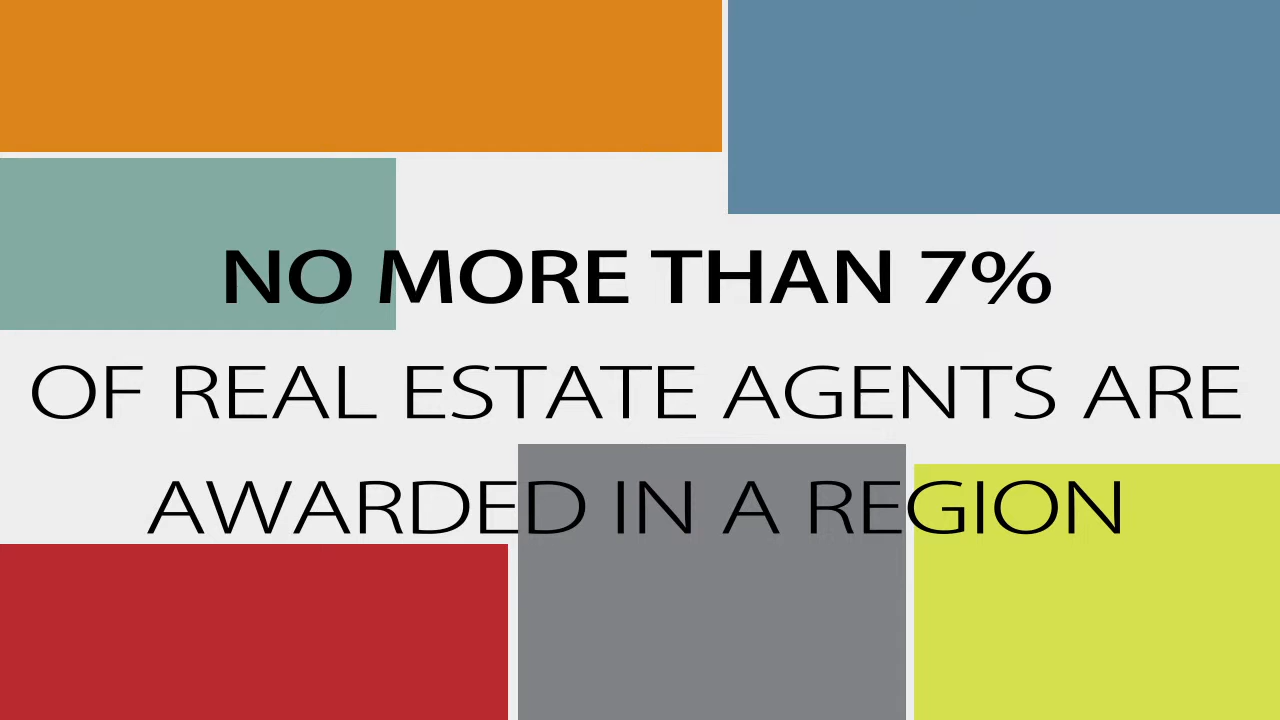 NO MORE THAN 7%
OF REAL ESTATE AGENTS ARE
AWARDED IN A REGION